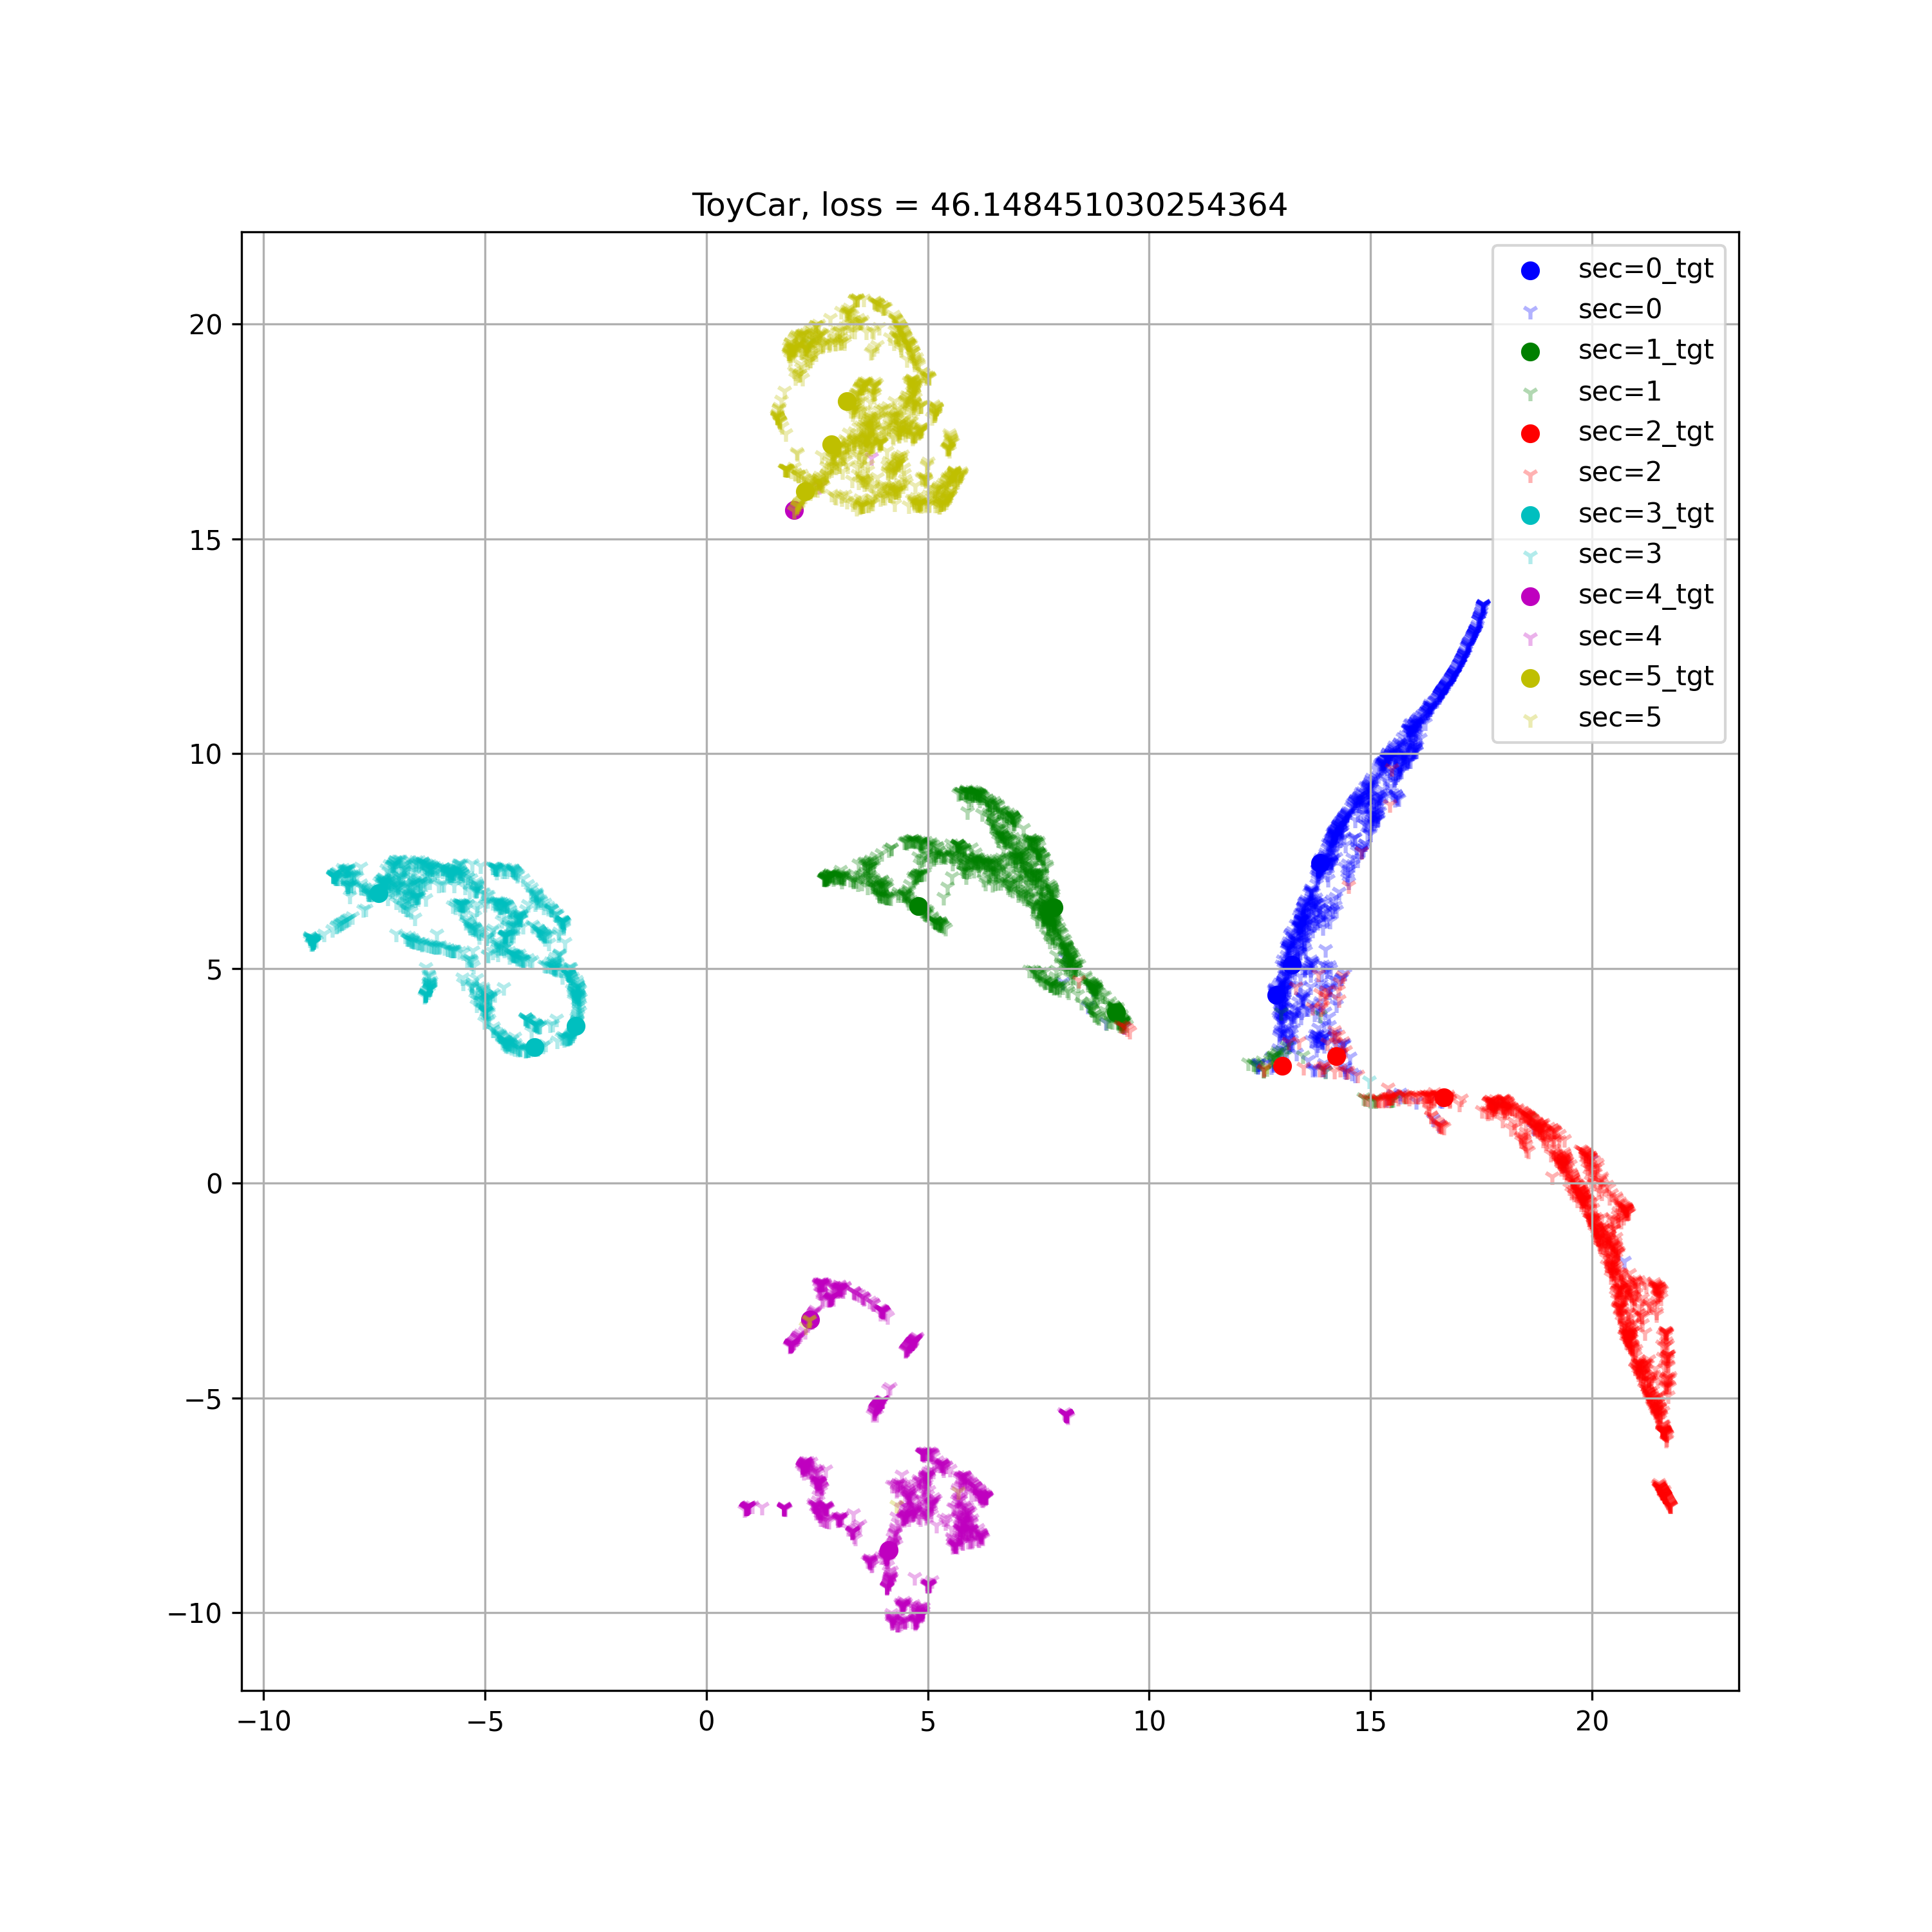 ToyCar, loss = 46.148451030254364
sec=0_tgt
sec=0
sec=1_tgt
sec=1
sec=2_tgt
sec=2
sec=3_tgt
sec=3
sec=4_tgt
sec=4
sec=5_tgt
sec=5
20
15
10
5
0
−5
−10
−10 −5 0 5 10 15 20